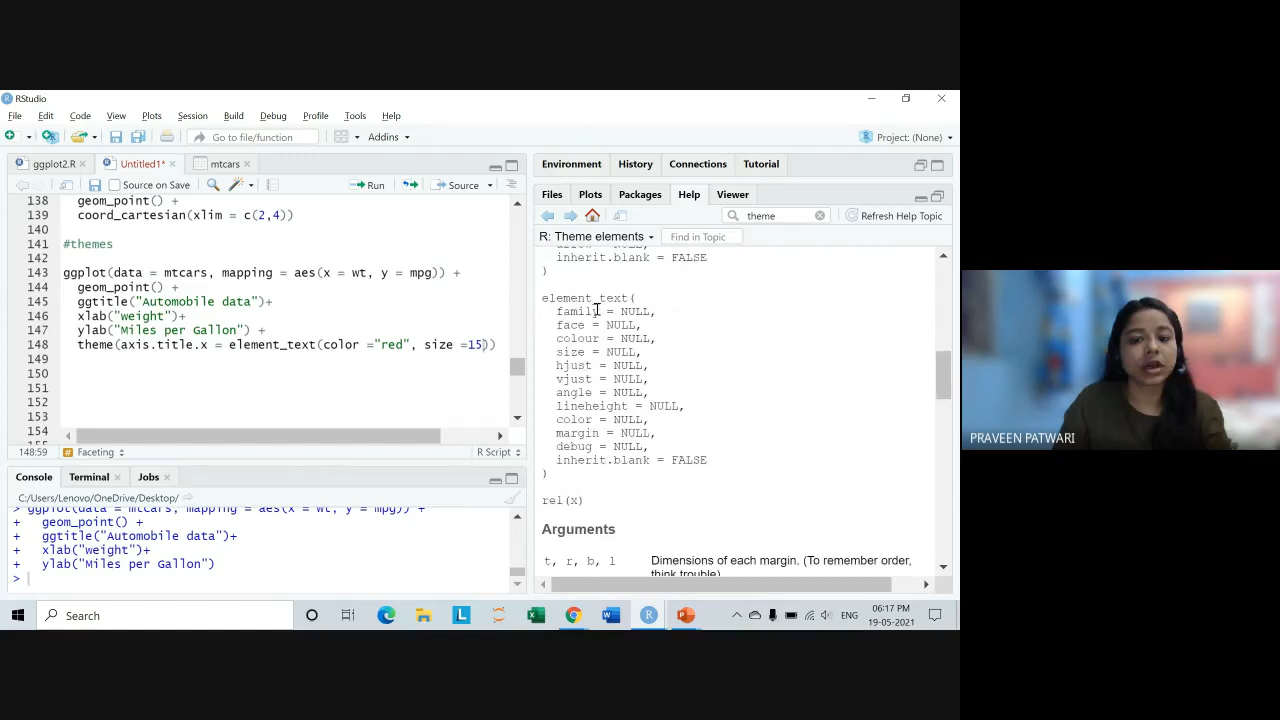 RStudio
File Edit Code View Plots Session Build Debug Profile Tools Help
Go to file/function Addins Project: (None)
ggplot2.R Untitled1* mtcars
Source on Save Run Source
138 geom_point() +
139 coord_cartesian(xlim = c(2,4))
140
141 #themes
142
143 ggplot(data = mtcars, mapping = aes(x = wt, y = mpg)) +
144 geom_point() +
145 ggtitle("Automobile data")+
146 xlab("weight")+
147 ylab("Miles per Gallon") +
148 theme(axis.title.x = element_text(color ="red", size =15))
149
150
151
152
153
148:59 # Faceting R Script
Console Terminal Jobs
C:/Users/Lenovo/OneDrive/Desktop/
> ggplot(data = mtcars, mapping = aes(x = wt, y = mpg)) +
+ geom_point() +
+ ggtitle("Automobile data")+
+ xlab("weight")+
+ ylab("Miles per Gallon")
>
Environment History Connections Tutorial
Files Plots Packages Help Viewer
theme Refresh Help Topic
R: Theme elements Find in Topic
inherit.blank = FALSE
)
element_text(
family = NULL,
face = NULL,
colour = NULL,
size = NULL,
hjust = NULL,
vjust = NULL,
angle = NULL,
lineheight = NULL,
color = NULL,
margin = NULL,
debug = NULL,
inherit.blank = FALSE
)
rel(x)
Arguments
t, r, b, l Dimensions of each margin. (To remember order,
think trouble)
Search
ENG
06:17 PM
19-05-2021
PRAVEEN PATWARI